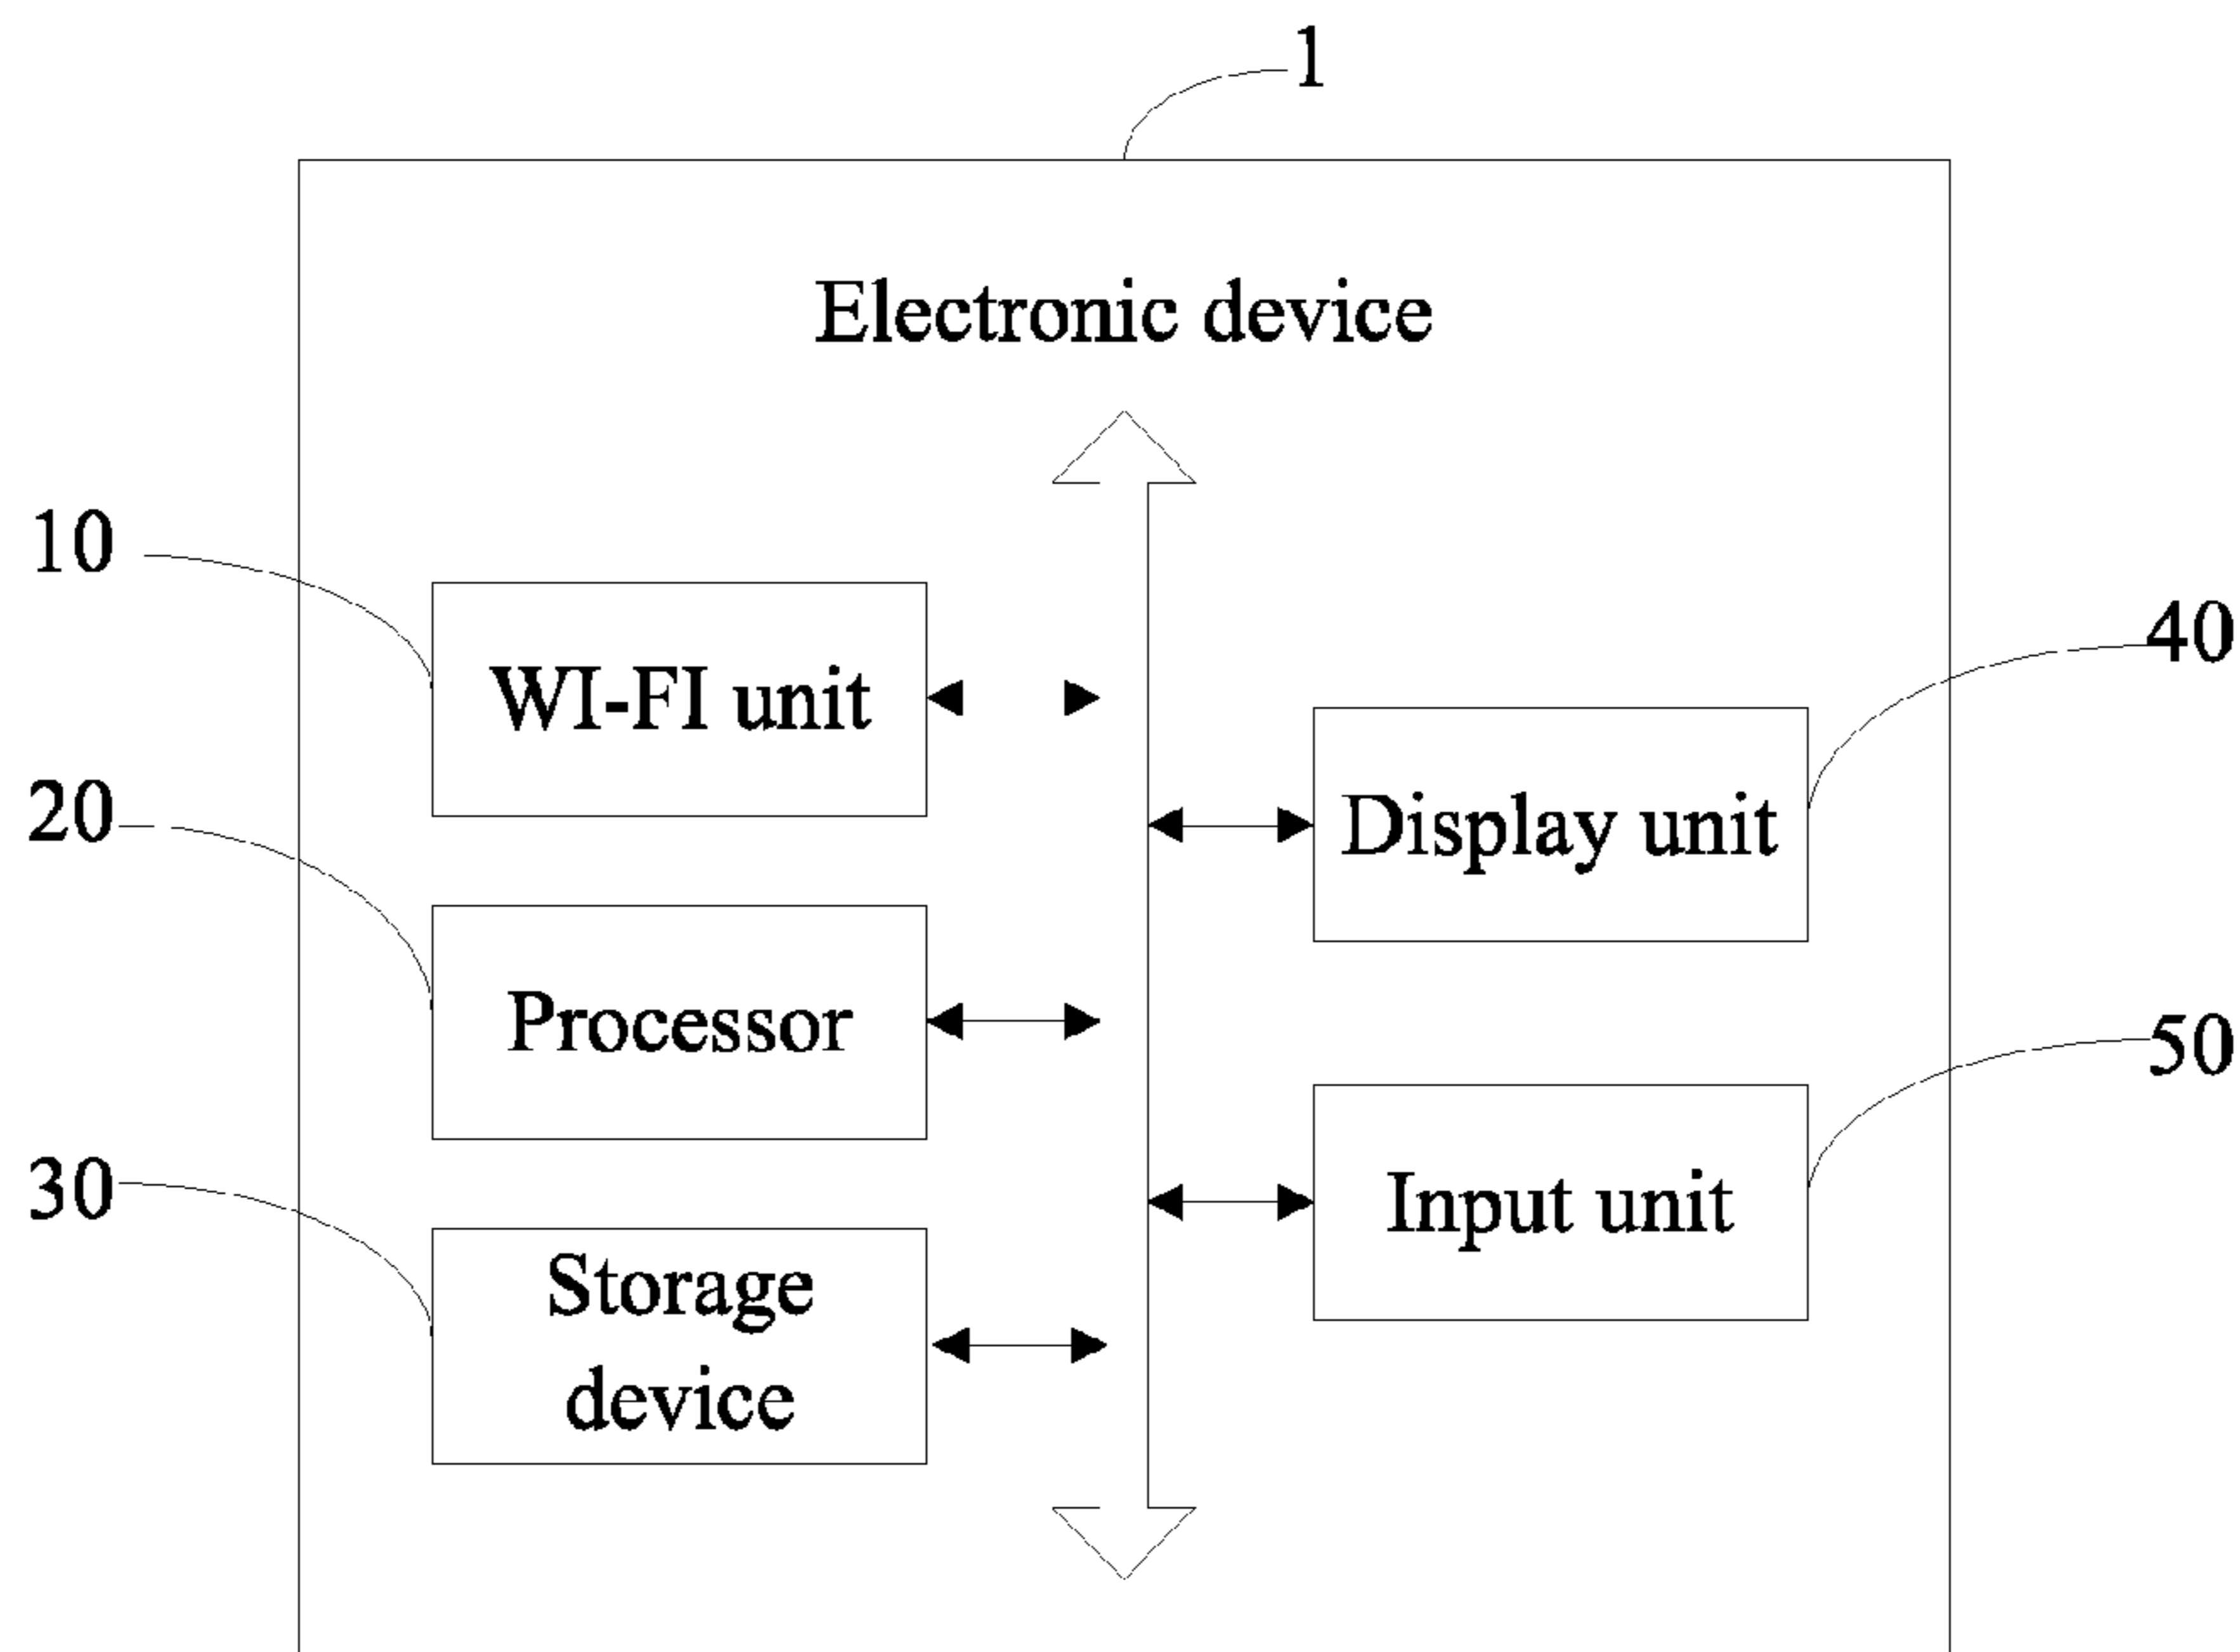 1
Electronic device
10
WI-FI unit
40
20
Display unit
Processor
50
30
Input unit
Storage
device